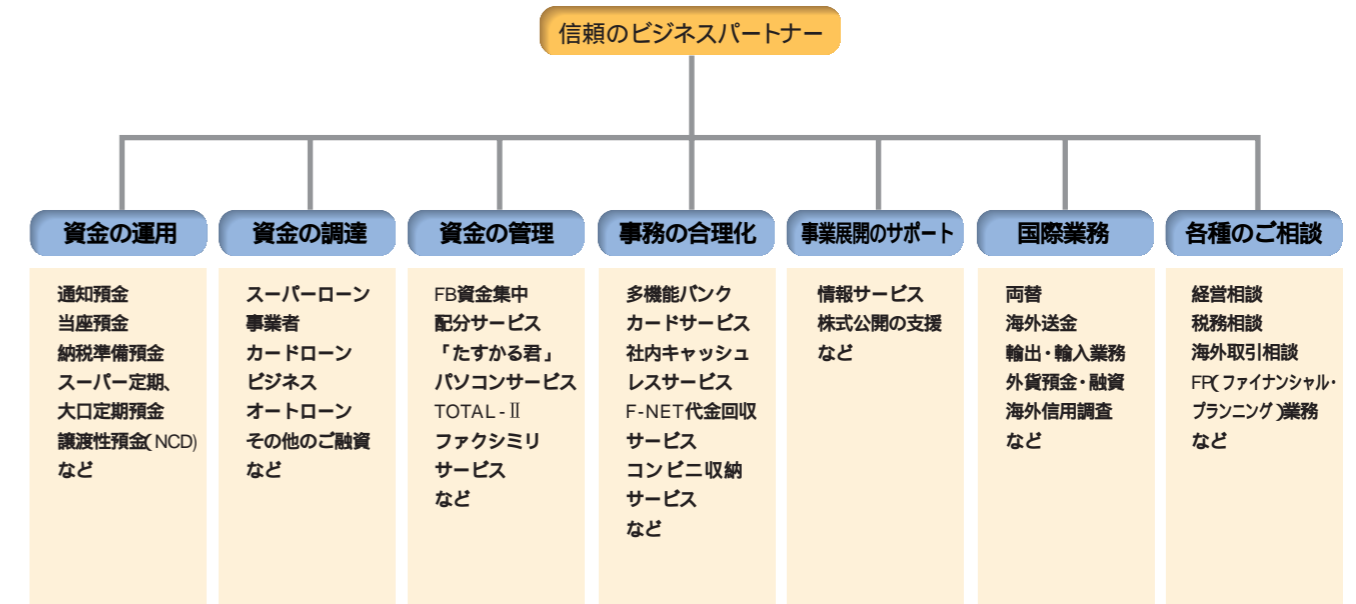 信頼のビジネスパートナー
資金の運用
通知預金
当座預金
納税準備預金
スーパー定期、
大口定期預金
譲渡性預金(NCD)
など
資金の調達
スーパーローン
事業者
カードローン
ビジネス
オートローン
その他のご融資
など
資金の管理
FB資金集中
配分サービス
「たすかる君」
パソコンサービス
TOTAL-Ⅱ
ファクシミリ
サービス
など
事務の合理化
多機能バンク
カードサービス
社内キャッシュ
レスサービス
F-NET代金回収
サービス
コンビニ収納
サービス
など
事業展開のサポート
情報サービス
株式公開の支援
など
国際業務
両替
海外送金
輸出・輸入業務
外貨預金・融資
海外信用調査
など
各種のご相談
経営相談
税務相談
海外取引相談
FP(ファイナンシャル・
プランニング)業務
など